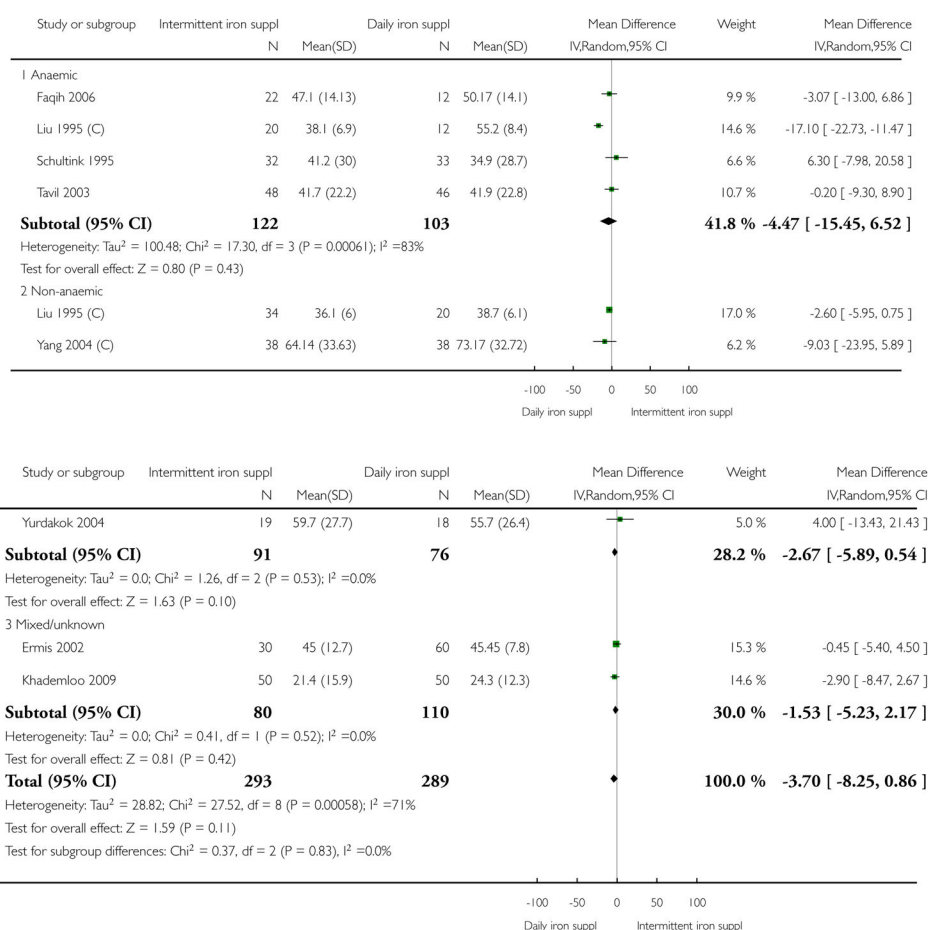 Study or subgroup Intermittent iron suppl Daily iron suppl Mean Difference Weight Mean Difference
N Mean(SD) N Mean(SD) IV,Random,95% CI IV,Random,95% CI
1 Anaemic
Faqih 2006 22 47.1 (14.13) 12 50.17 (14.1) 9.9 % -3.07 [ -13.00, 6.86 ]
Liu 1995 (C) 20 38.1 (6.9) 12 55.2 (8.4) 14.6 % -17.10 [ -22.73, -11.47 ]
Schultink 1995 32 41.2 (30) 33 34.9 (28.7) 6.6 % 6.30 [ -7.98, 20.58 ]
Tavil 2003 48 41.7 (22.2) 46 41.9 (22.8) 10.7 % -0.20 [ -9.30, 8.90 ]
Subtotal (95% CI) 122 103 41.8 % -4.47 [ -15.45, 6.52 ]
Heterogeneity: Tau² = 100.48; Chi² = 17.30, df = 3 (P = 0.00061); I² =83%
Test for overall effect: Z = 0.80 (P = 0.43)
2 Non-anaemic
Liu 1995 (C) 34 36.1 (6) 20 38.7 (6.1) 17.0 % -2.60 [ -5.95, 0.75 ]
Yang 2004 (C) 38 64.14 (33.63) 38 73.17 (32.72) 6.2 % -9.03 [ -23.95, 5.89 ]
-100 -50 0 50 100
Daily iron suppl Intermittent iron suppl
Study or subgroup Intermittent iron suppl Daily iron suppl Mean Difference Weight Mean Difference
N Mean(SD) N Mean(SD) IV,Random,95% CI IV,Random,95% CI
Yurdakok 2004 19 59.7 (27.7) 18 55.7 (26.4) 5.0 % 4.00 [ -13.43, 21.43 ]
Subtotal (95% CI) 91 76 28.2 % -2.67 [ -5.89, 0.54 ]
Heterogeneity: Tau² = 0.0; Chi² = 1.26, df = 2 (P = 0.53); I² =0.0%
Test for overall effect: Z = 1.63 (P = 0.10)
3 Mixed/unknown
Ermis 2002 30 45 (12.7) 60 45.45 (7.8) 15.3 % -0.45 [ -5.40, 4.50 ]
Khademloo 2009 50 21.4 (15.9) 50 24.3 (12.3) 14.6 % -2.90 [ -8.47, 2.67 ]
Subtotal (95% CI) 80 110 30.0 % -1.53 [ -5.23, 2.17 ]
Heterogeneity: Tau² = 0.0; Chi² = 0.41, df = 1 (P = 0.52); I² =0.0%
Test for overall effect: Z = 0.81 (P = 0.42)
Total (95% CI) 293 289 100.0 % -3.70 [ -8.25, 0.86 ]
Heterogeneity: Tau² = 28.82; Chi² = 27.52, df = 8 (P = 0.00058); I² =71%
Test for overall effect: Z = 1.59 (P = 0.11)
Test for subgroup differences: Chi² = 0.37, df = 2 (P = 0.83), I² =0.0%
-100 -50 0 50 100
Daily iron suppl Intermittent iron suppl